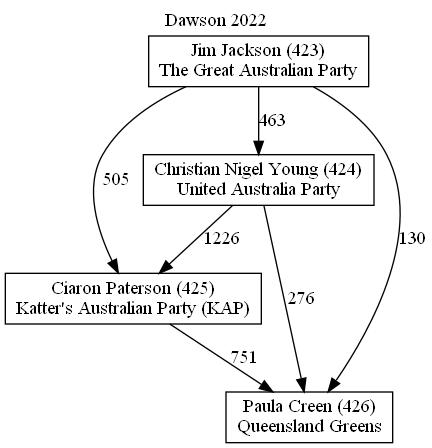 Dawson 2022
Jim Jackson (423)
The Great Australian Party
463
Christian Nigel Young (424)
United Australia Party
505
1226
130
Ciaron Paterson (425)
Katter's Australian Party (KAP)
276
751
Paula Creen (426)
Queensland Greens